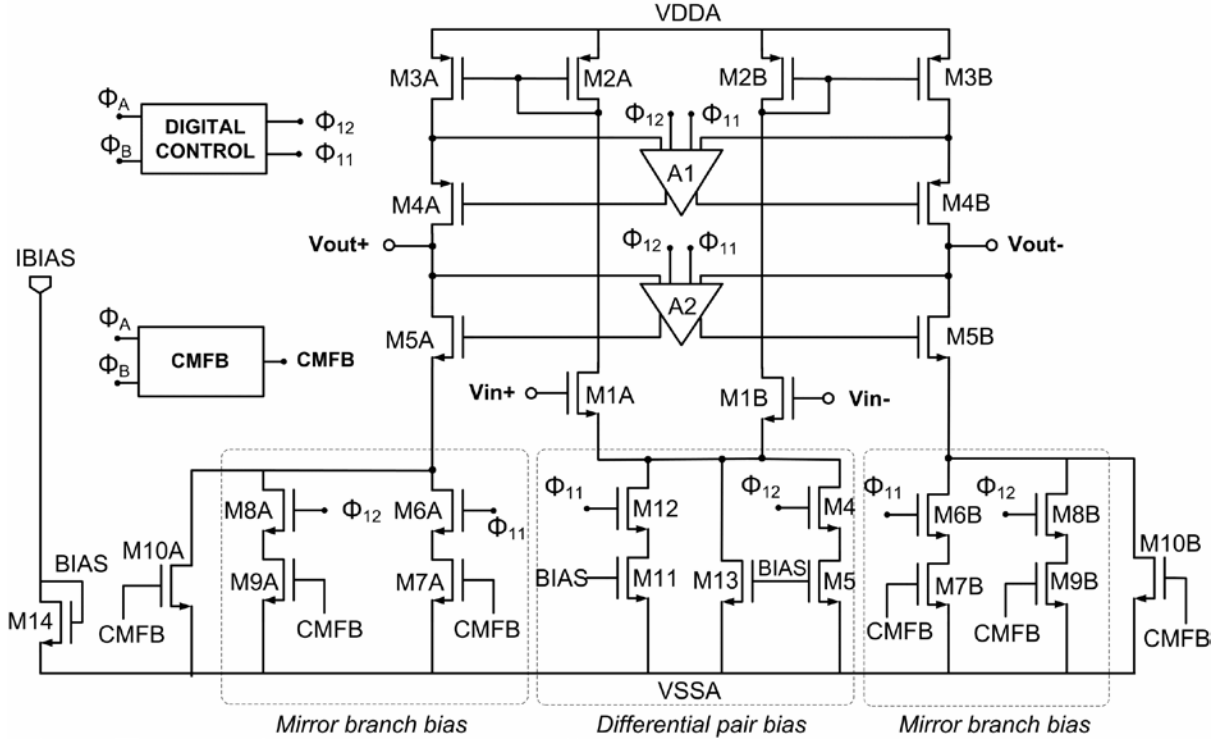 VDDA
M3A M2A M2B M3B
Φ12 Φ11
ΦA
ΦB
DIGITAL
CONTROL
Φ12
Φ11
A1
M4A M4B
Vout+ Vout-
Φ12 Φ11
A2
IBIAS
ΦA
ΦB
CMFB
CMFB
M5A M5B
Vin+ M1A M1B Vin-
Φ11 Φ12 Φ11 Φ12
M8A Φ12 M6A Φ11 M12 M4 M6B M8B
M10A M10B
BIAS
M9A M7A BIAS M11 M13 BIAS M5 M7B M9B
M14
CMFB CMFB CMFB CMFB CMFB CMFB
VSSA
Mirror branch bias
Differential pair bias
Mirror branch bias